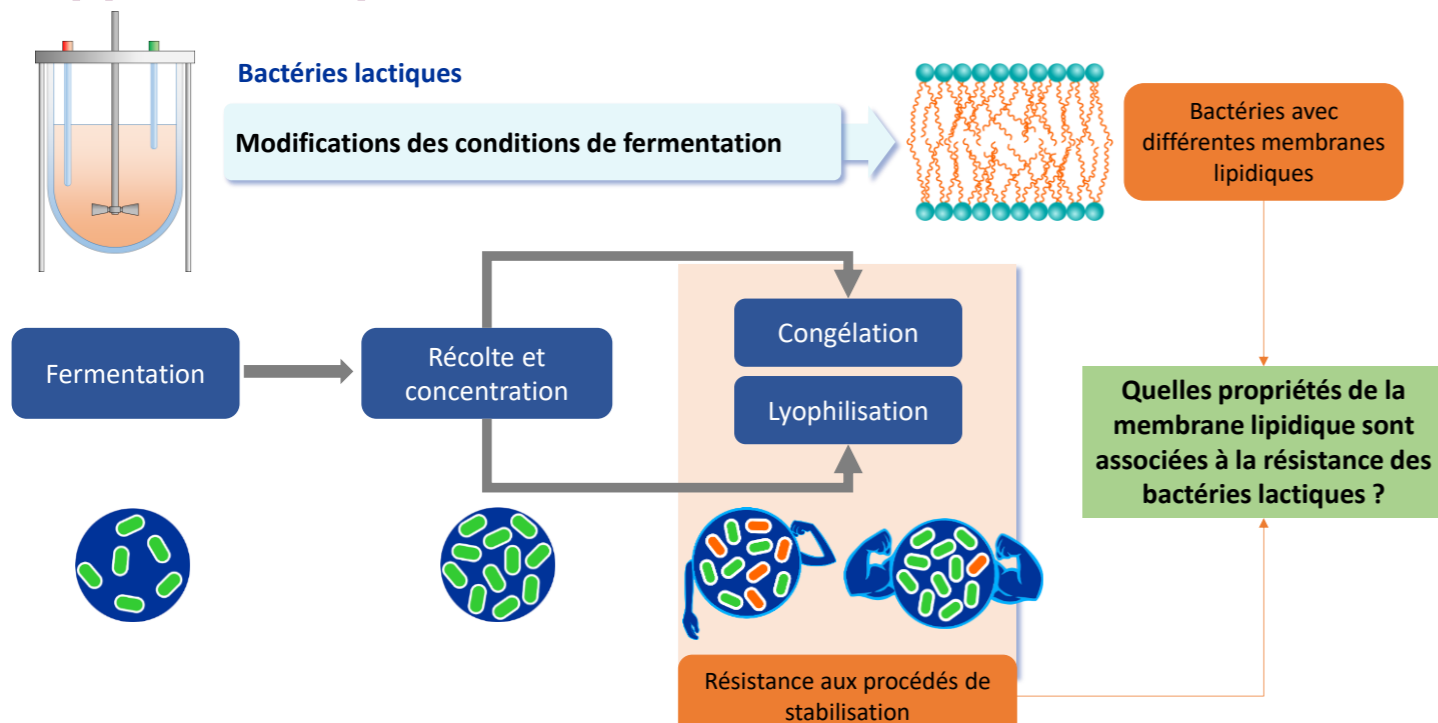 Bactéries lactiques
Modifications des conditions de fermentation
Bactéries avec
différentes membranes
lipidiques
Fermentation
Récolte et
concentration
Congélation
Lyophilisation
Quelles propriétés de la
membrane lipidique sont
associées à la résistance des
bactéries lactiques ?
Résistance aux procédés de
stabilisation